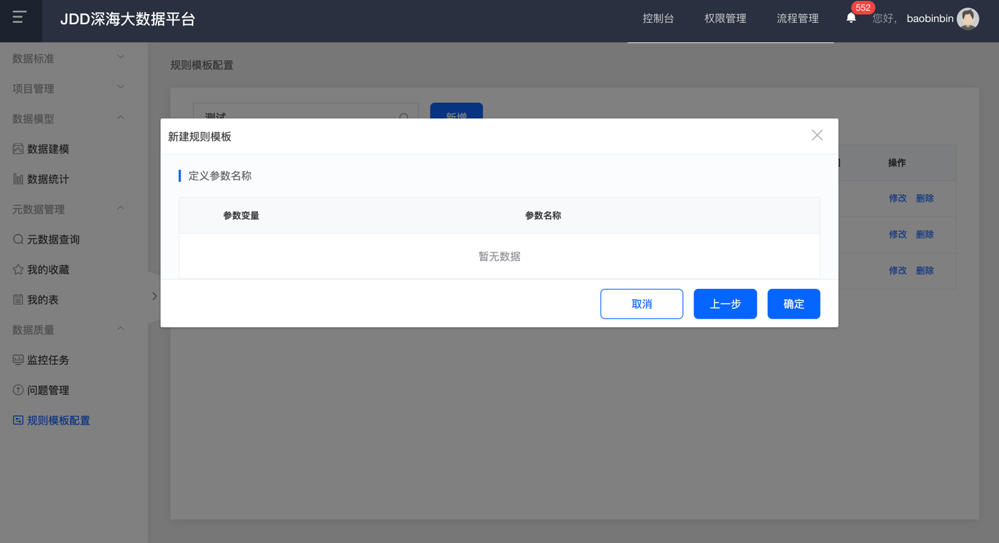 JDD深海大数据平台
控制台
权限管理
流程管理
552
您好,
baobinbin
数据标准
项目管理
数据模型
数据建模
数据统计
元数据管理
元数据查询
我的收藏
我的表
数据质量
监控任务
问题管理
规则模板配置
规则模板配置
测试
新增
操作
修改 删除
修改 删除
修改 删除
新建规则模板
定义参数名称
参数变量
参数名称
暂无数据
取消
上一步
确定